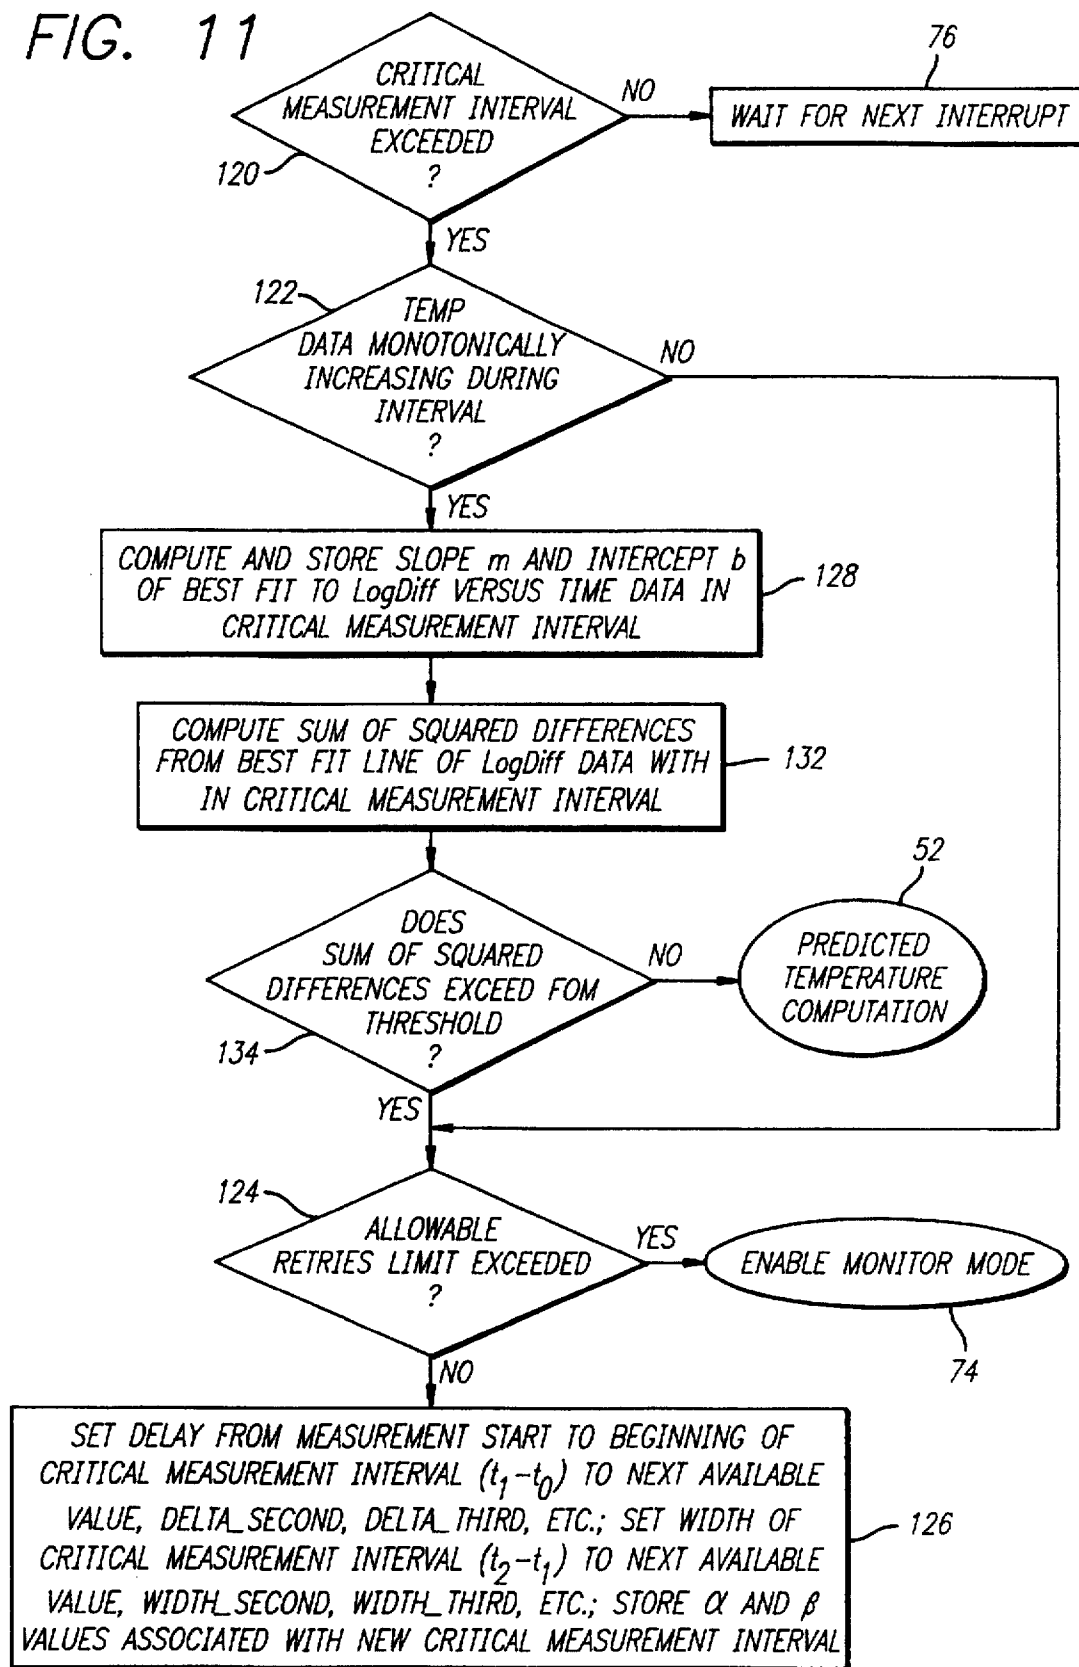 FIG. 11
CRITICAL
MEASUREMENT INTERVAL
EXCEEDED
?
120
NO
76
WAIT FOR NEXT INTERRUPT
YES
122
TEMP
DATA MONOTONICALLY
INCREASING DURING
INTERVAL
?
NO
YES
COMPUTE AND STORE SLOPE m AND INTERCEPT b
OF BEST FIT TO LogDiff VERSUS TIME DATA IN
CRITICAL MEASUREMENT INTERVAL
128
COMPUTE SUM OF SQUARED DIFFERENCES
FROM BEST FIT LINE OF LogDiff DATA WITH
IN CRITICAL MEASUREMENT INTERVAL
132
DOES
SUM OF SQUARED
DIFFERENCES EXCEED FOM
THRESHOLD
?
134
NO
52
PREDICTED
TEMPERATURE
COMPUTATION
YES
124
ALLOWABLE
RETRIES LIMIT EXCEEDED
?
YES
ENABLE MONITOR MODE
74
NO
SET DELAY FROM MEASUREMENT START TO BEGINNING OF
CRITICAL MEASUREMENT INTERVAL (t₁-t₀) TO NEXT AVAILABLE
VALUE, DELTA_SECOND, DELTA_THIRD, ETC.; SET WIDTH OF
CRITICAL MEASUREMENT INTERVAL (t₂-t₁) TO NEXT AVAILABLE
VALUE, WIDTH_SECOND, WIDTH_THIRD, ETC.; STORE α AND β
VALUES ASSOCIATED WITH NEW CRITICAL MEASUREMENT INTERVAL
126